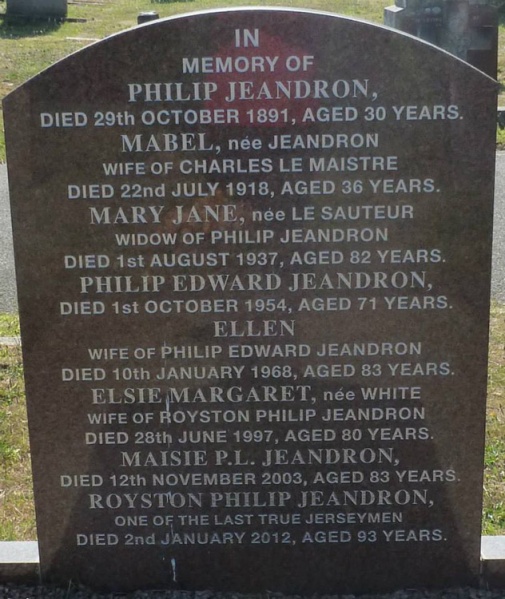 IN
MEMORY OF
PHILIP JEANDRON,
DIED 29th OCTOBER 1891, AGED 30 YEARS.
MABEL, née JEANDRON
WIFE OF CHARLES LE MAISTRE
DIED 22nd JULY 1918, AGED 36 YEARS.
MARY JANE, née LE SAUTEUR
WIDOW OF PHILIP JEANDRON
DIED 1st AUGUST 1937, AGED 82 YEARS.
PHILIP EDWARD JEANDRON,
DIED 1st OCTOBER 1954, AGED 71 YEARS.
ELLEN
WIFE OF PHILIP EDWARD JEANDRON
DIED 10th JANUARY 1968, AGED 83 YEARS.
ELSIE MARGARET, née WHITE
WIFE OF ROYSTON PHILIP JEANDRON
DIED 28th JUNE 1997, AGED 80 YEARS.
MAISIE P.L. JEANDRON,
DIED 12th NOVEMBER 2003, AGED 83 YEARS.
ROYSTON PHILIP JEANDRON,
ONE OF THE LAST TRUE JERSEYMEN
DIED 2nd JANUARY 2012, AGED 93 YEARS.